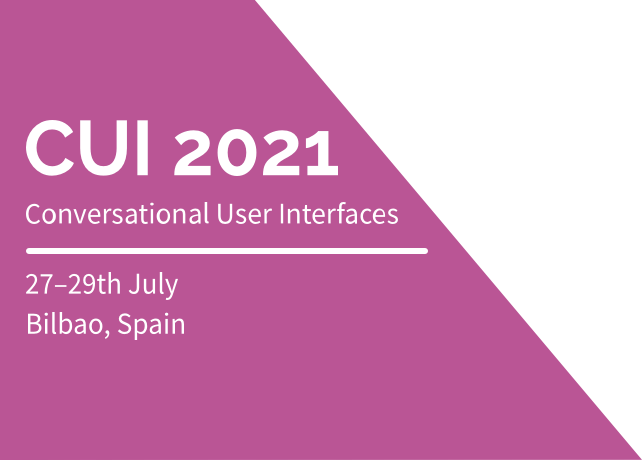 CUI 2021
Conversational User Interfaces
27–29th July
Bilbao, Spain